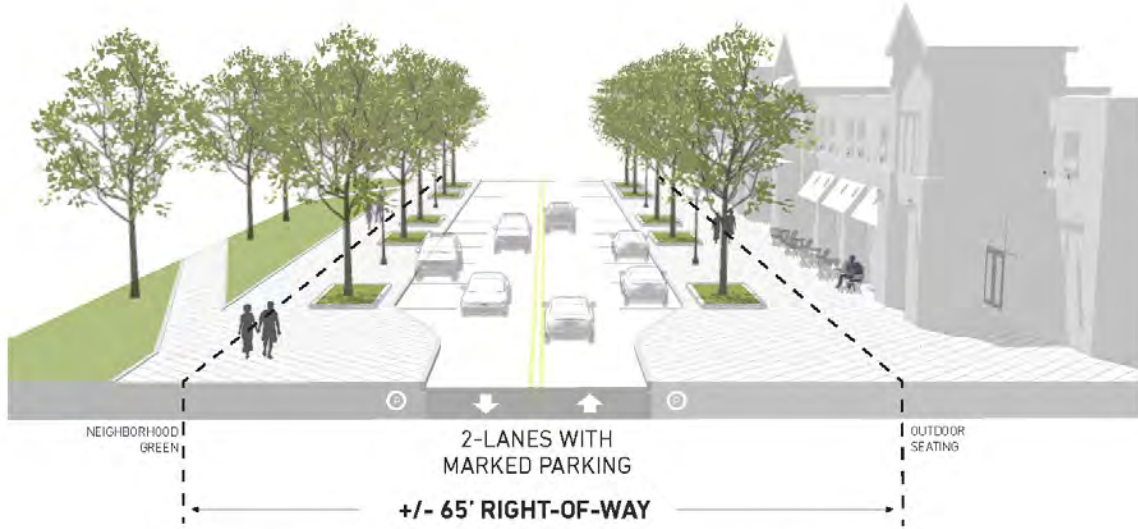 NEIGHBORHOOD
GREEN
P
P
2-LANES WITH
MARKED PARKING
OUTDOOR
SEATING
+/- 65' RIGHT-OF-WAY